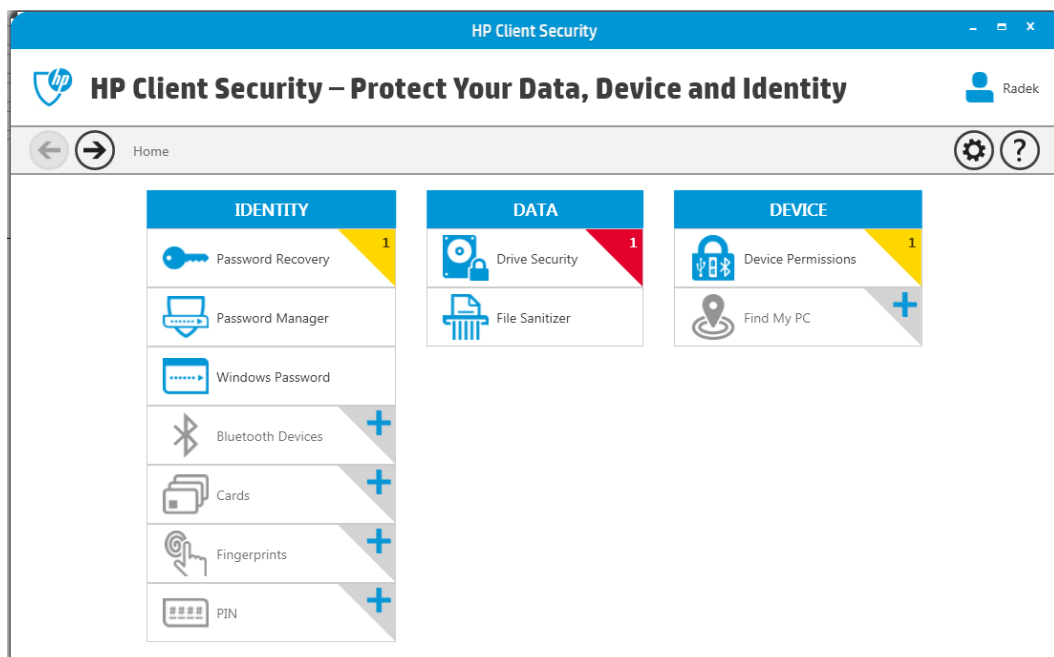 HP Client Security
hp
HP Client Security – Protect Your Data, Device and Identity
Radek
Home
?
IDENTITY
Password Recovery
1
Password Manager
Windows Password
Bluetooth Devices
Cards
Fingerprints
####
PIN
DATA
Drive Security
1
File Sanitizer
DEVICE
Device Permissions
1
Find My PC